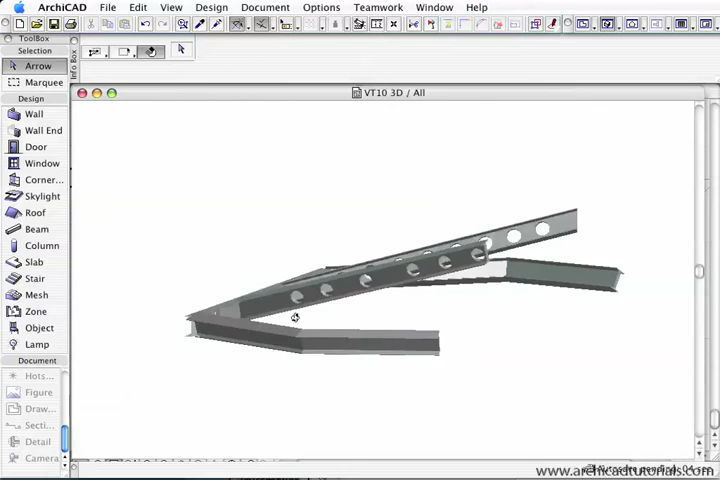 ArchiCAD File Edit View Design Document Options Teamwork Window Help
ToolBox
Selection
Arrow
Marquee
Design
Wall
Wall End
Door
Window
Corner...
Skylight
Roof
Beam
Column
Slab
Stair
Mesh
Zone
Object
Lamp
Document
Hots...
Figure
Draw...
Secti...
Detail
Camera
Info Box
VT10 3D / All
www.archicadtutorials.com